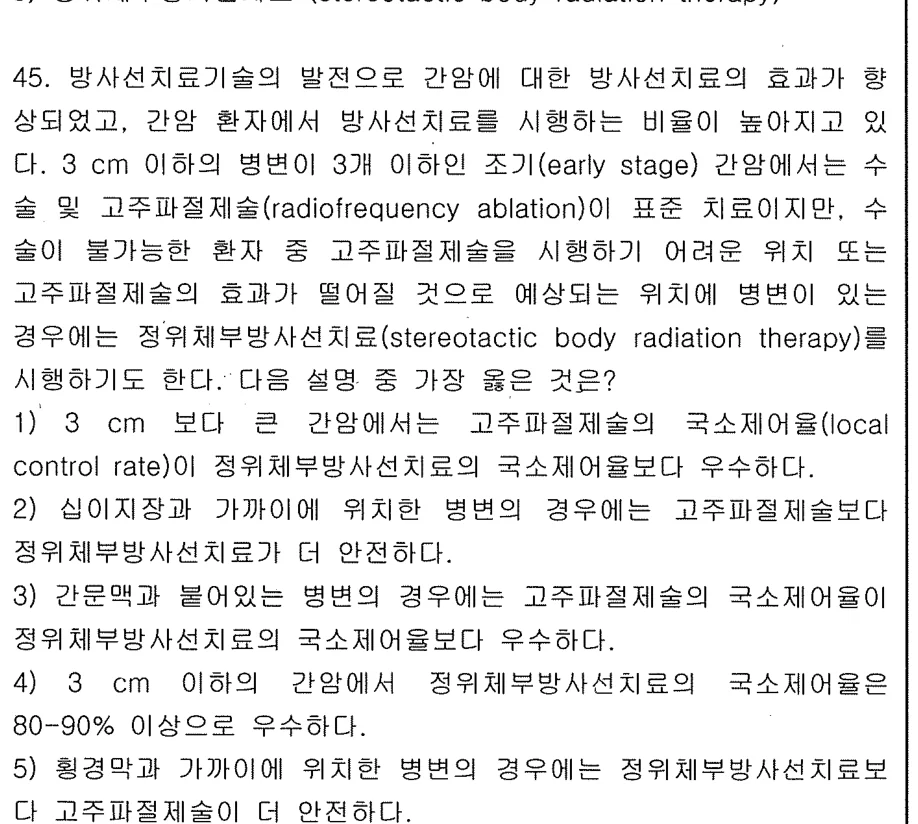 (stereotactic body radiation therapy)
45. 방사선치료기술의 발전으로 간암에 대한 방사선치료의 효과가 향
상되었고, 간암 환자에서 방사선치료를 시행하는 비율이 높아지고 있
다. 3 cm 이하의 병변이 3개 이하인 조기(early stage) 간암에서는 수
술 및 고주파절제술(radiofrequency ablation)이 표준 치료이지만, 수
술이 불가능한 환자 중 고주파절제술을 시행하기 어려운 위치 또는
고주파절제술의 효과가 떨어질 것으로 예상되는 위치에 병변이 있는
경우에는 정위체부방사선치료(stereotactic body radiation therapy)를
시행하기도 한다. 다음 설명 중 가장 옳은 것은?
1) 3 cm 보다 큰 간암에서는 고주파절제술의 국소제어율(local
control rate)이 정위체부방사선치료의 국소제어율보다 우수하다.
2) 십이지장과 가까이에 위치한 병변의 경우에는 고주파절제술보다
정위체부방사선치료가 더 안전하다.
3) 간문맥과 붙어있는 병변의 경우에는 고주파절제술의 국소제어율이
정위체부방사선치료의 국소제어율보다 우수하다.
4) 3 cm 이하의 간암에서 정위체부방사선치료의 국소제어율은
80-90% 이상으로 우수하다.
5) 횡경막과 가까이에 위치한 병변의 경우에는 정위체부방사선치료보
다 고주파절제술이 더 안전하다.